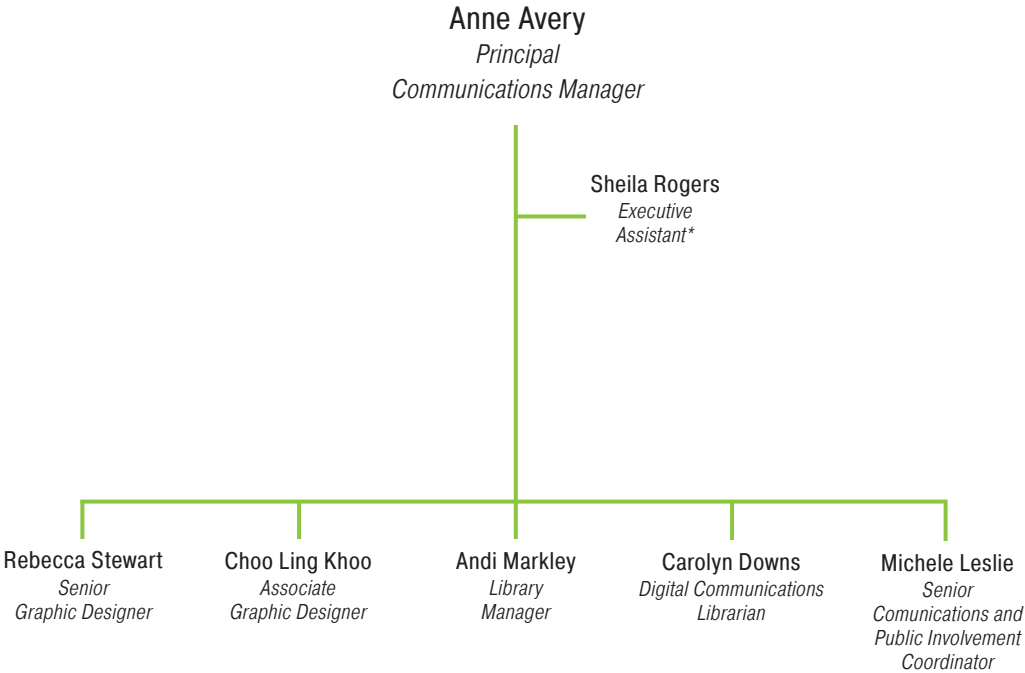 Anne Avery
Principal
Communications Manager
Sheila Rogers
Executive
Assistant*
Rebecca Stewart
Senior
Graphic Designer
Choo Ling Khoo
Associate
Graphic Designer
Andi Markley
Library
Manager
Carolyn Downs
Digital Communications
Librarian
Michele Leslie
Senior
Comunications and
Public Involvement
Coordinator